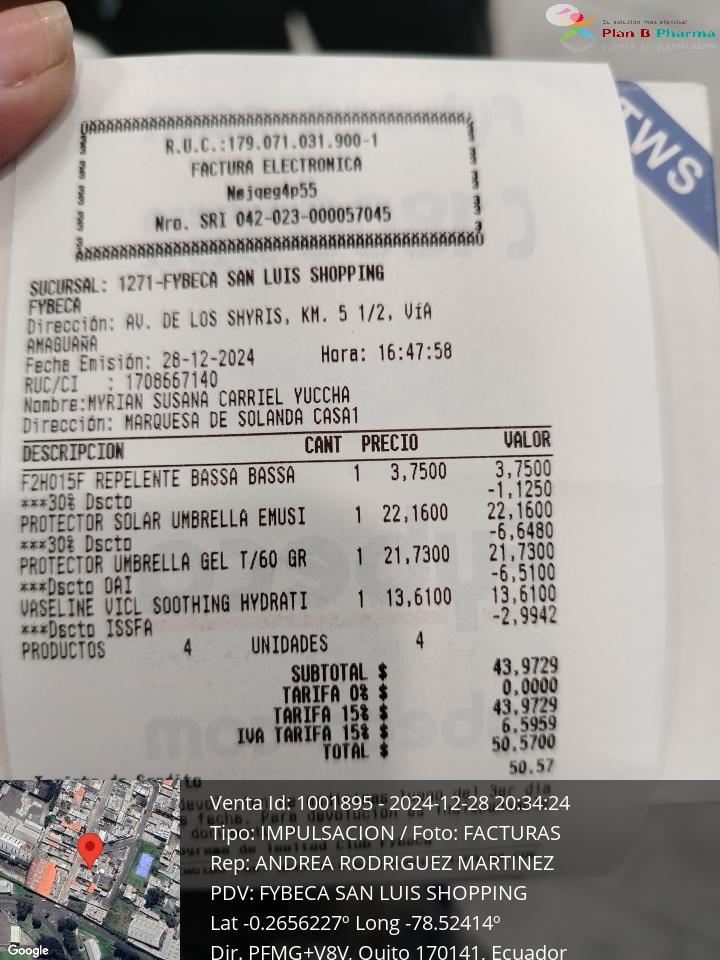 Su solución más efectiva!
Plan B Pharma
TWS
R.U.C.:179.071.031.900-1
FACTURA ELECTRONICA
Nøjqeg4p55
Nro. SRI 042-023-000057045
SUCURSAL: 1271-FYBECA SAN LUIS SHOPPING
FYBECA
Dirección: AV. DE LOS SHYRIS, KM. 5 1/2, VíA
AMAGUAÑA
Fecha Emisión: 28-12-2024 Hora: 16:47:58
RUC/CI : 1708667140
Nombre:MYRIAN SUSANA CARRIEL YUCCHA
Dirección: MARQUESA DE SOLANDA CASA1
DESCRIPCION CANT PRECIO VALOR
F2H015F REPELENTE BASSA BASSA 1 3,7500 3,7500
***30% Dscto -1,1250
PROTECTOR SOLAR UMBRELLA EMUSI 1 22,1600 22,1600
***30% Dscto -6,6480
PROTECTOR UMBRELLA GEL T/60 GR 1 21,7300 21,7300
***Dscto OAI -6,5100
VASELINE VICL SOOTHING HYDRATI 1 13,6100 13,6100
***Dscto ISSFA -2,9942
PRODUCTOS 4 UNIDADES 4
SUBTOTAL $ 43,9729
TARIFA 0% $ 0,0000
TARIFA 15% $ 43,9729
IVA TARIFA 15% $ 6,5959
TOTAL $ 50,5700
50.57
Venta Id: 1001895 - 2024-12-28 20:34:24
Tipo: IMPULSACION / Foto: FACTURAS
Rep: ANDREA RODRIGUEZ MARTINEZ
PDV: FYBECA SAN LUIS SHOPPING
Lat -0.2656227º Long -78.52414º
Dir. PFMG+V8V, Quito 170141, Ecuador
Google